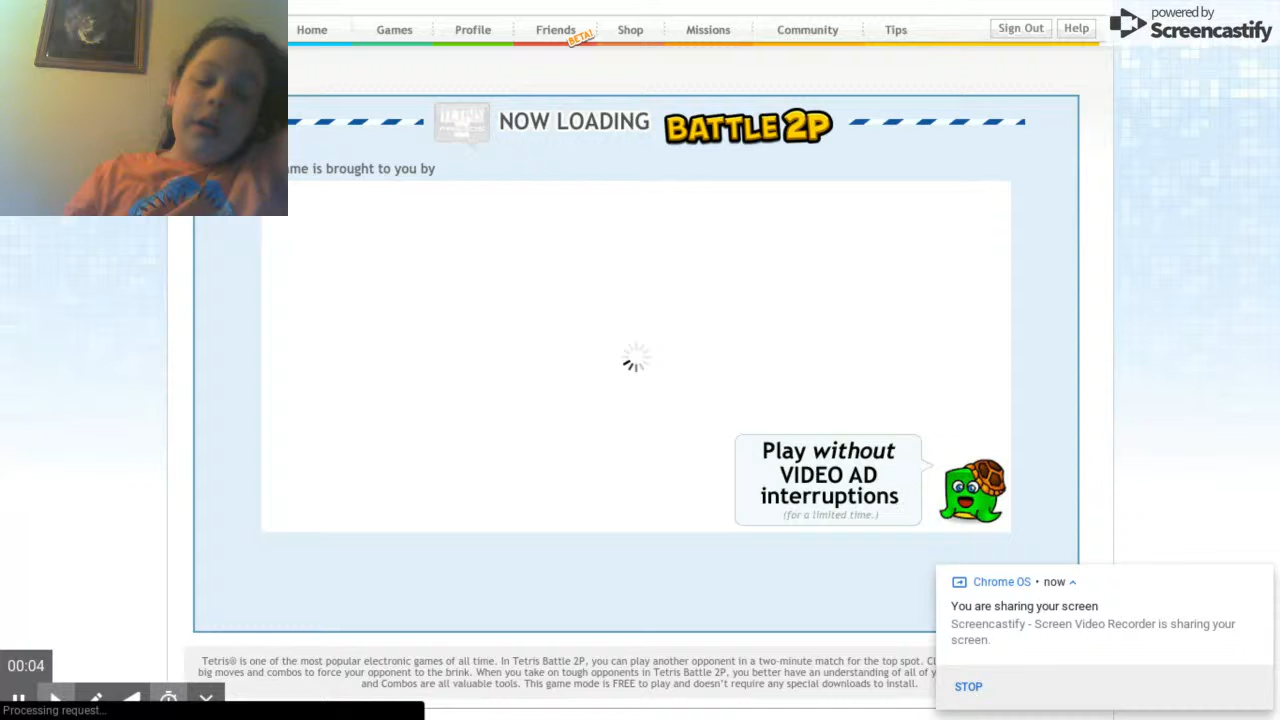 Home Games Profile Friends Shop Missions Community Tips Sign Out Help
BETA!
powered by
Screencastify
NOW LOADING BATTLE 2P
me is brought to you by
Play without
VIDEO AD
interruptions
(for a limited time.)
Chrome OS • now
You are sharing your screen
Screencastify - Screen Video Recorder is sharing your
screen.
STOP
Tetris® is one of the most popular electronic games of all time. In Tetris Battle 2P, you can play another opponent in a two-minute match for the top spot.
big moves and combos to force your opponent to the brink. When you take on tough opponents in Tetris Battle 2P, you better have an understanding of all of
and Combos are all valuable tools. This game mode is FREE to play and doesn't require any special downloads to install.
00:04
Processing request...